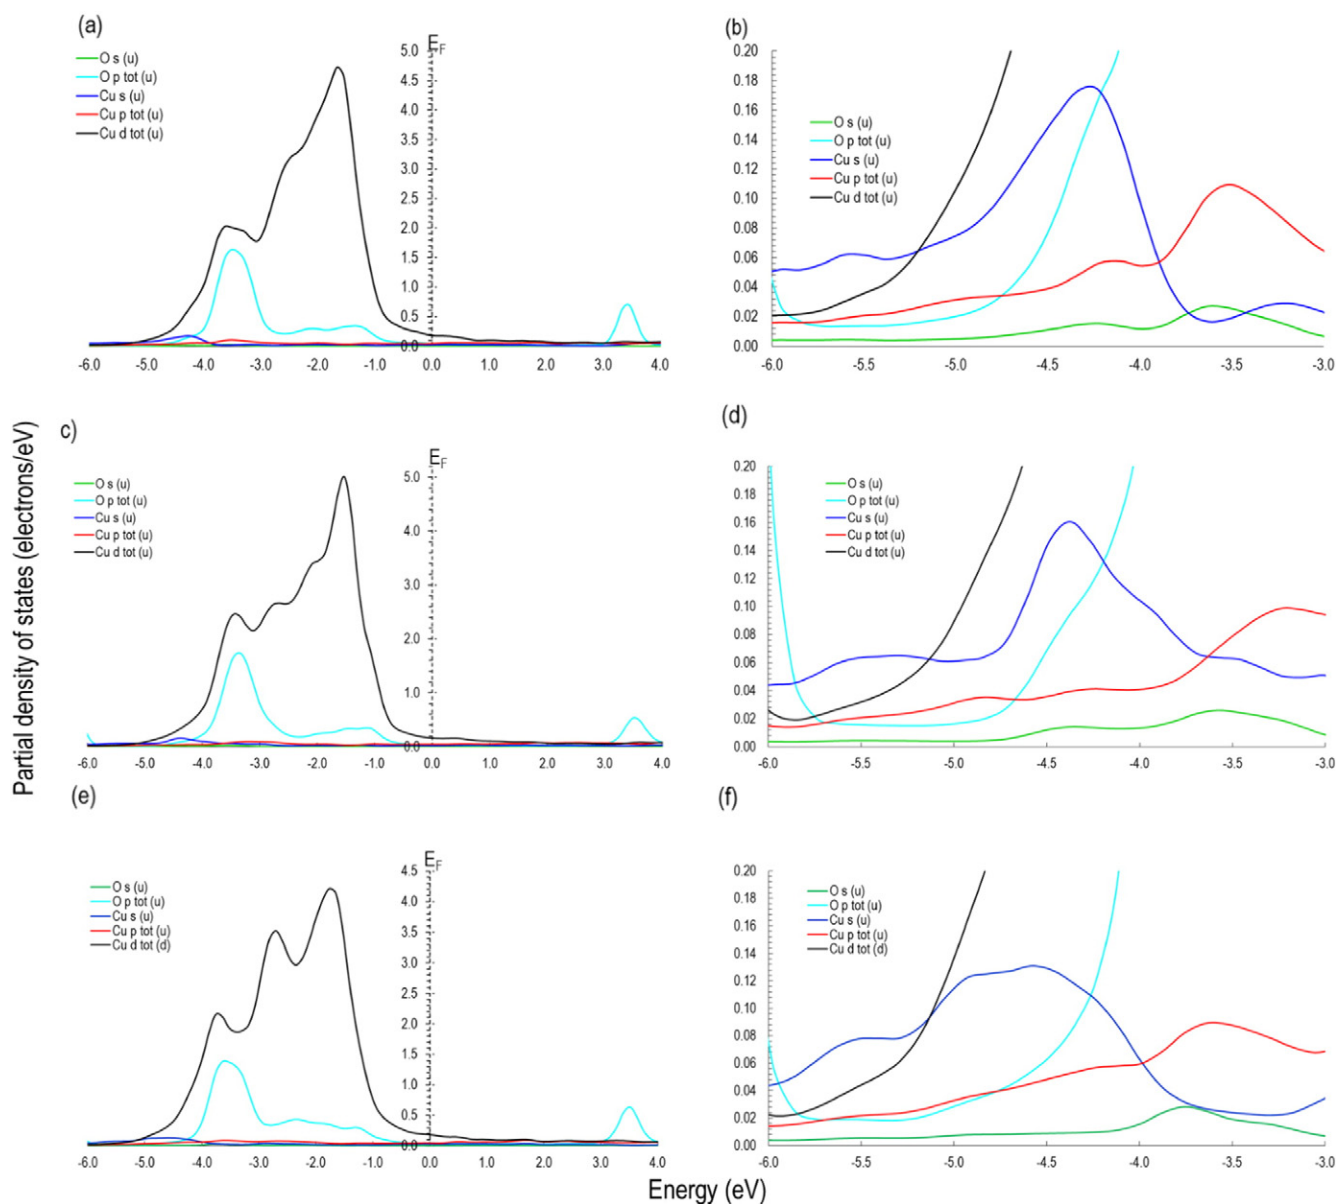 (a)
E_F
O s (u)
O p tot (u)
Cu s (u)
Cu p tot (u)
Cu d tot (u)
5.0
4.5
4.0
3.5
3.0
2.5
2.0
1.5
1.0
0.5
0.0
-6.0 -5.0 -4.0 -3.0 -2.0 -1.0 0.0 1.0 2.0 3.0 4.0
(b)
0.20
0.18
0.16
0.14
0.12
0.10
0.08
0.06
0.04
0.02
0.00
O s (u)
O p tot (u)
Cu s (u)
Cu p tot (u)
Cu d tot (u)
-6.0 -5.5 -5.0 -4.5 -4.0 -3.5 -3.0
Partial density of states (electrons/eV)
c)
E_F
O s (u)
O p tot (u)
Cu s (u)
Cu p tot (u)
Cu d tot (u)
5.0
4.0
3.0
2.0
1.0
0.0
-6.0 -5.0 -4.0 -3.0 -2.0 -1.0 0.0 1.0 2.0 3.0 4.0
(d)
0.20
0.18
0.16
0.14
0.12
0.10
0.08
0.06
0.04
0.02
0.00
O s (u)
O p tot (u)
Cu s (u)
Cu p tot (u)
Cu d tot (u)
-6.0 -5.5 -5.0 -4.5 -4.0 -3.5 -3.0
(e)
E_F
O s (u)
O p tot (u)
Cu s (u)
Cu p tot (u)
Cu d tot (d)
4.5
4.0
3.5
3.0
2.5
2.0
1.5
1.0
0.5
0.0
-6.0 -5.0 -4.0 -3.0 -2.0 -1.0 0.0 1.0 2.0 3.0 4.0
(f)
0.20
0.18
0.16
0.14
0.12
0.10
0.08
0.06
0.04
0.02
0.00
O s (u)
O p tot (u)
Cu s (u)
Cu p tot (u)
Cu d tot (d)
-6.0 -5.5 -5.0 -4.5 -4.0 -3.5 -3.0
Energy (eV)